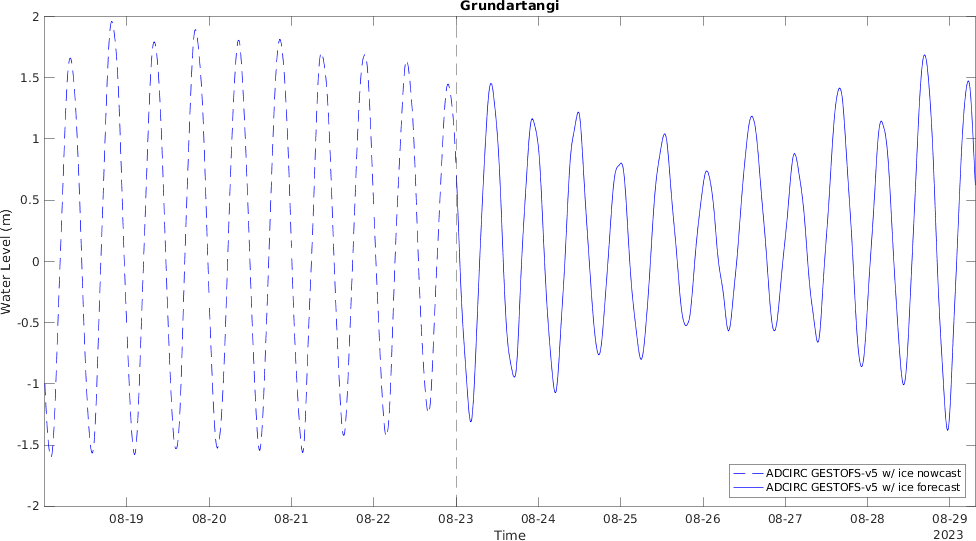 Grundartangi
2
1.5
1
0.5
0
-0.5
-1
-1.5
-2
Water Level (m)
08-19 08-20 08-21 08-22 08-23 08-24 08-25 08-26 08-27 08-28 08-29
Time
2023
ADCIRC GESTOFS-v5 w/ ice nowcast
ADCIRC GESTOFS-v5 w/ ice forecast